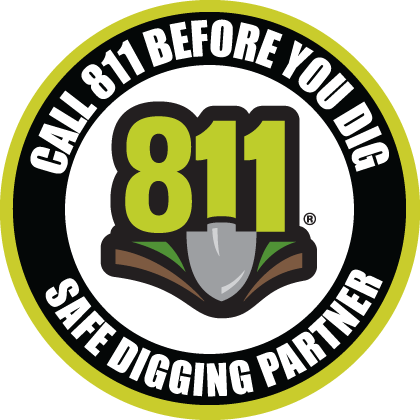 CALL 811 BEFORE YOU DIG
811®
SAFE DIGGING PARTNER